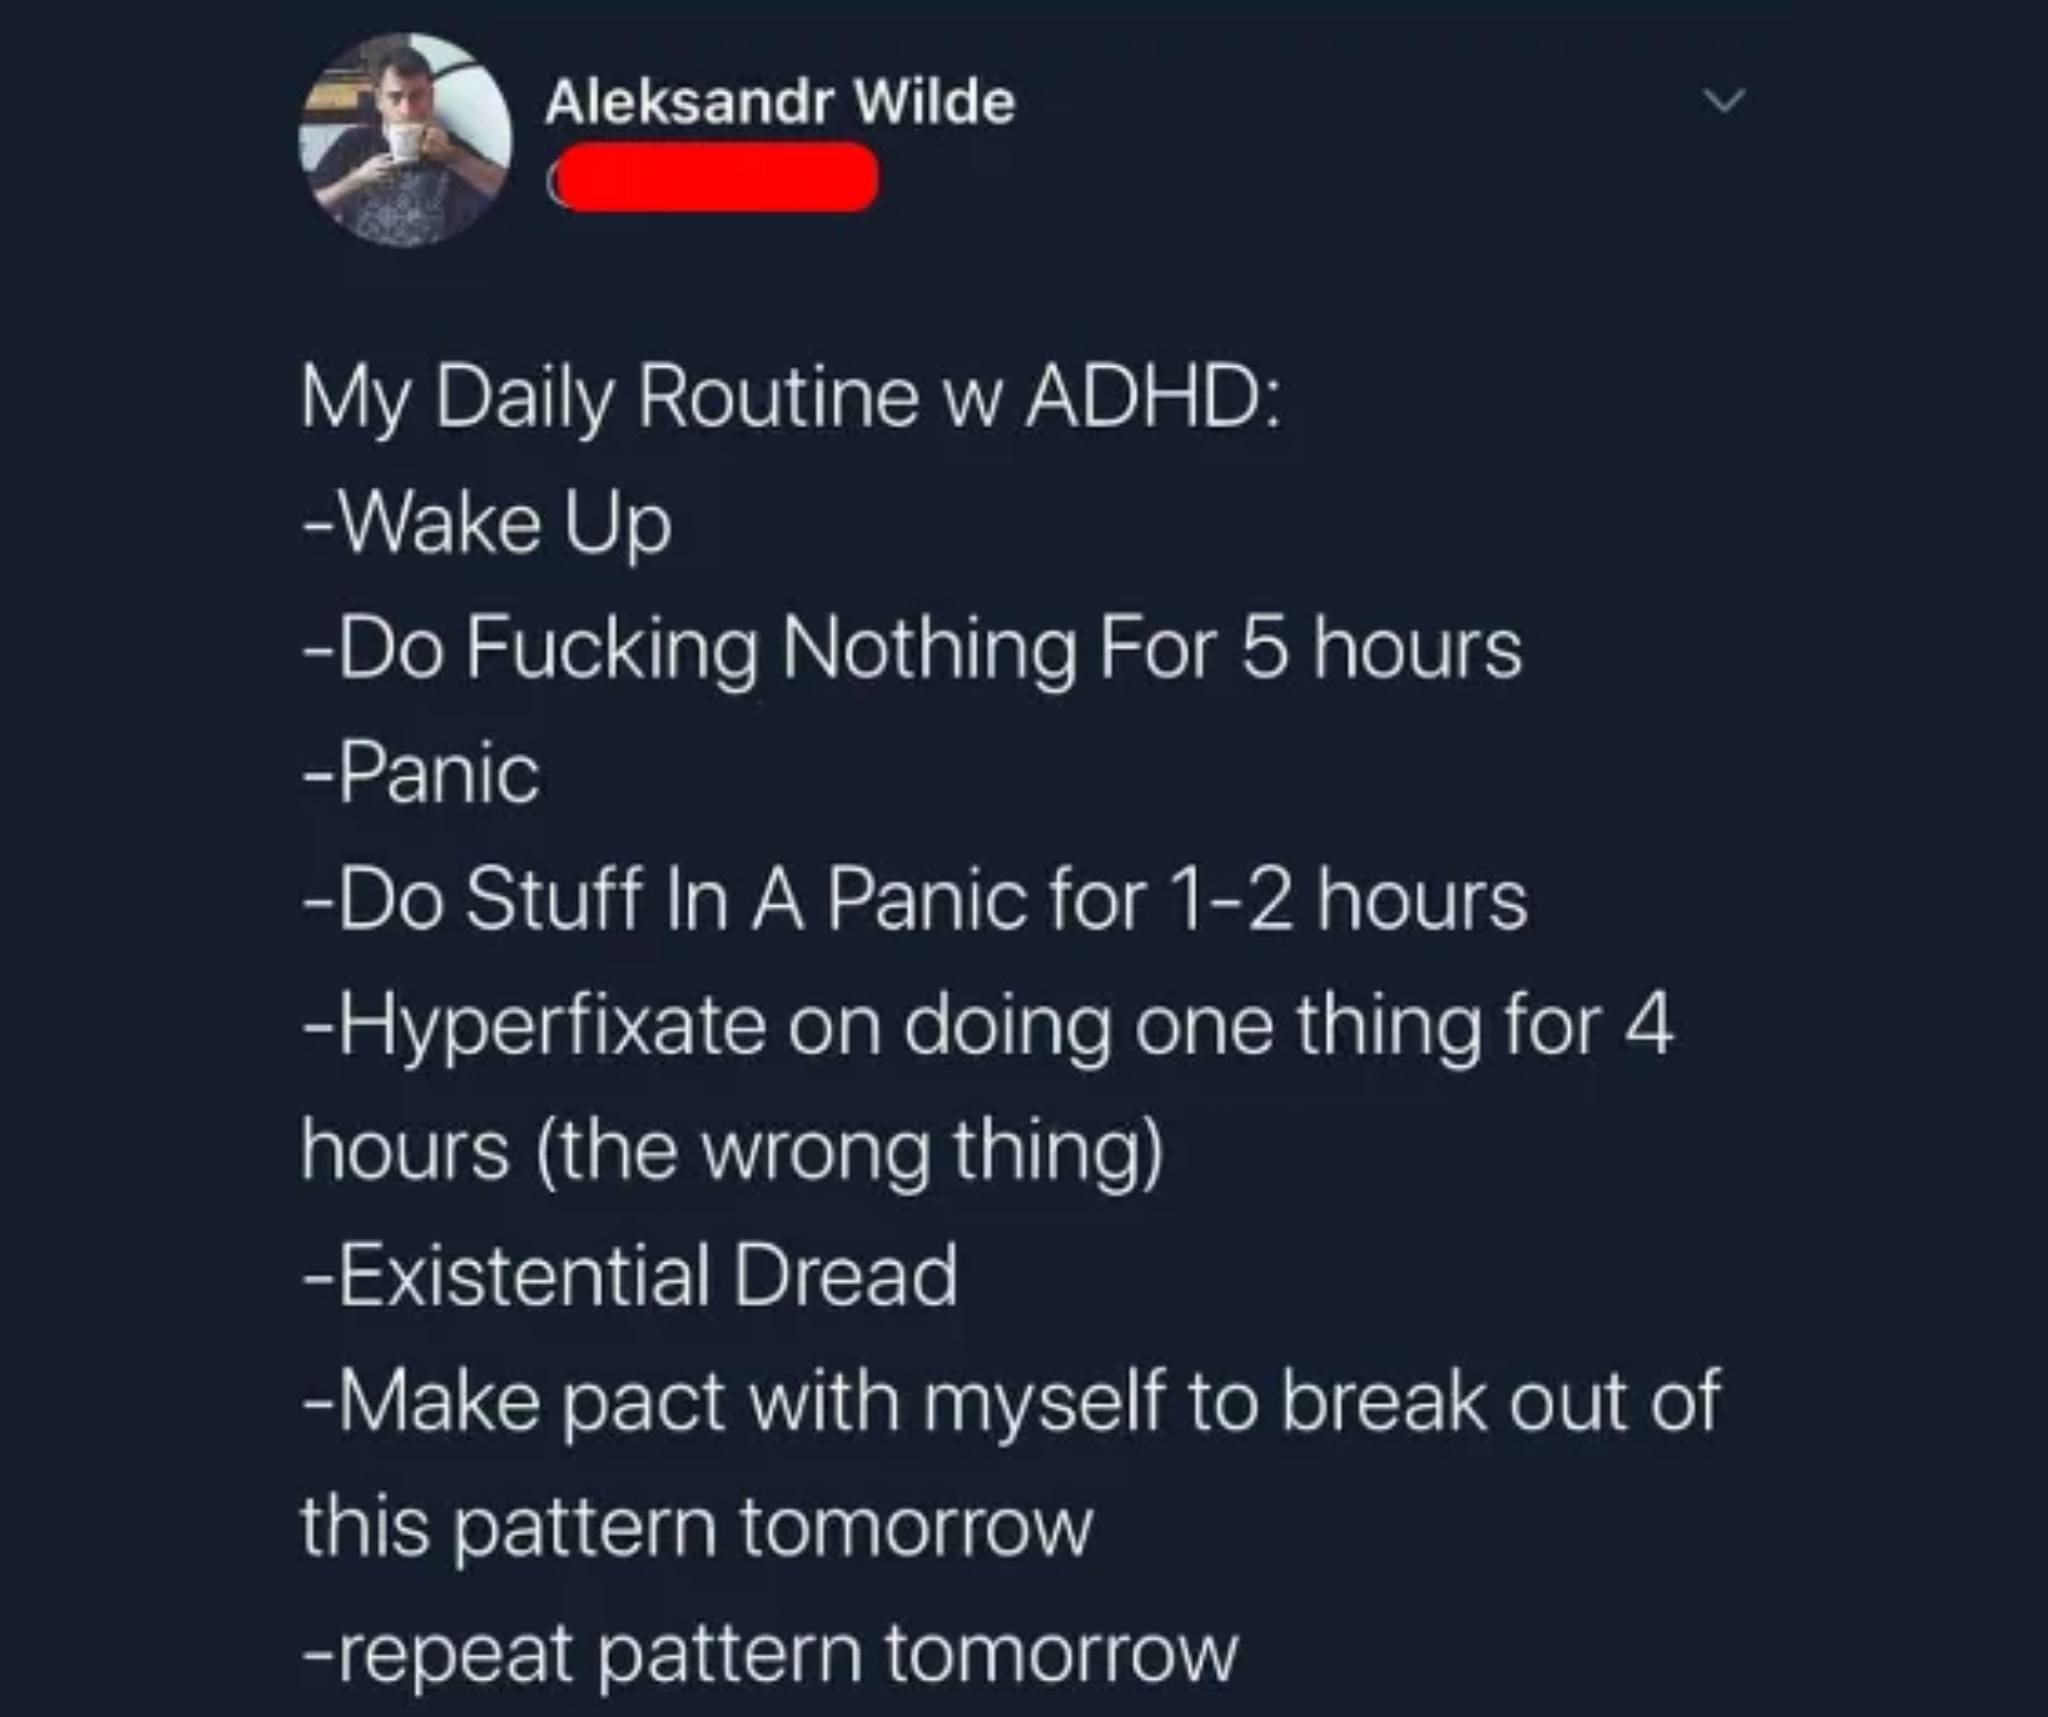 Aleksandr Wilde
My Daily Routine w ADHD:
-Wake Up
-Do Fucking Nothing For 5 hours
-Panic
-Do Stuff In A Panic for 1-2 hours
-Hyperfixate on doing one thing for 4
hours (the wrong thing)
-Existential Dread
-Make pact with myself to break out of
this pattern tomorrow
-repeat pattern tomorrow